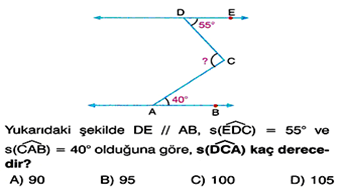 D E
55°
? C
40°
A B
Yukarıdaki şekilde DE // AB, s(EDC) = 55° ve
s(CAB) = 40° olduğuna göre, s(DCA) kaç derece-
dir?
A) 90 B) 95 C) 100 D) 105